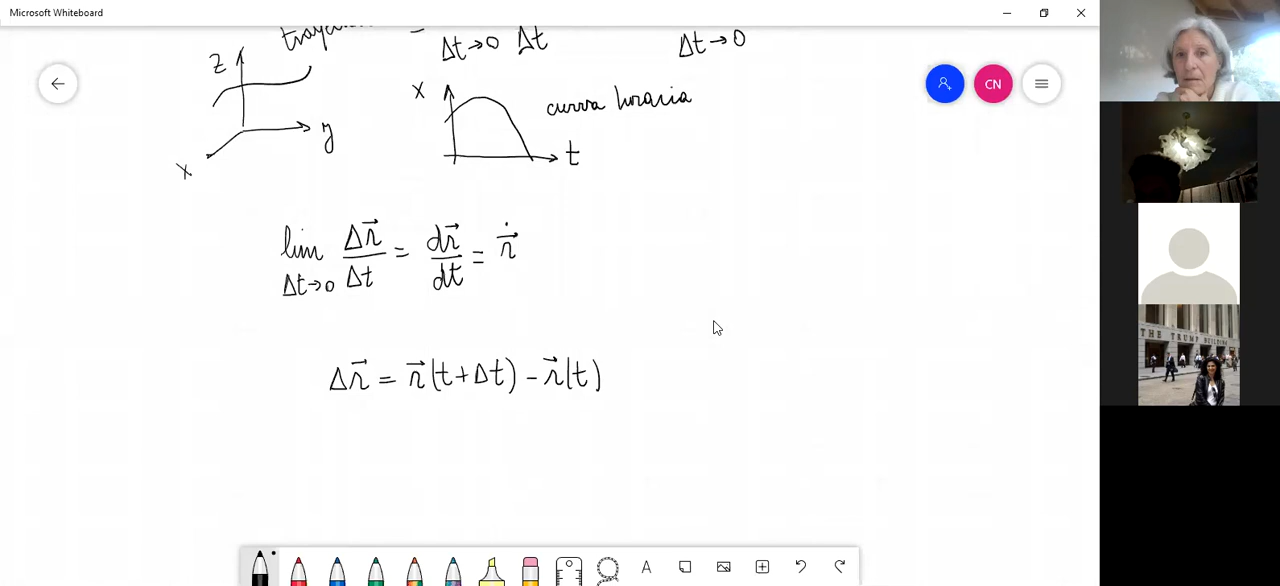 Microsoft Whiteboard
Δt→0 Δt
Δt→0
z
y
x
x
t
curva horaria
CN
lim Δr⃗/Δt = dr⃗/dt = ṙ⃗
Δt→0
Δr⃗ = r⃗(t+Δt) - r⃗(t)
THE TRUMP BUILDING
A